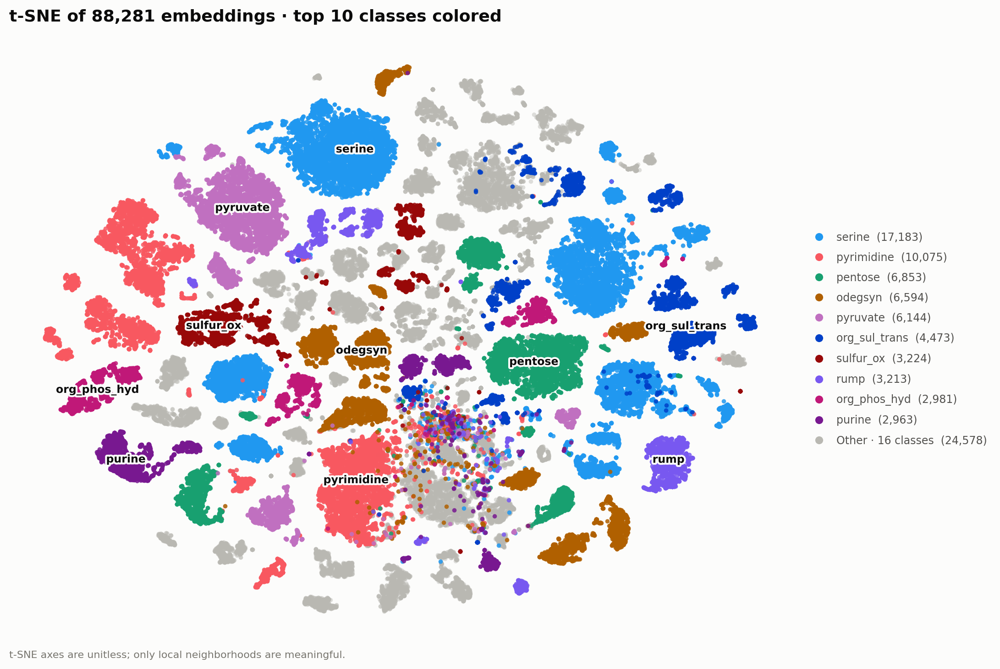 t-SNE of 88,281 embeddings · top 10 classes colored
serine
pyruvate
sulfur_ox
org_sul_trans
odegsyn
pentose
org_phos_hyd
purine
rump
pyrimidine
serine (17,183)
pyrimidine (10,075)
pentose (6,853)
odegsyn (6,594)
pyruvate (6,144)
org_sul_trans (4,473)
sulfur_ox (3,224)
rump (3,213)
org_phos_hyd (2,981)
purine (2,963)
Other · 16 classes (24,578)
t-SNE axes are unitless; only local neighborhoods are meaningful.